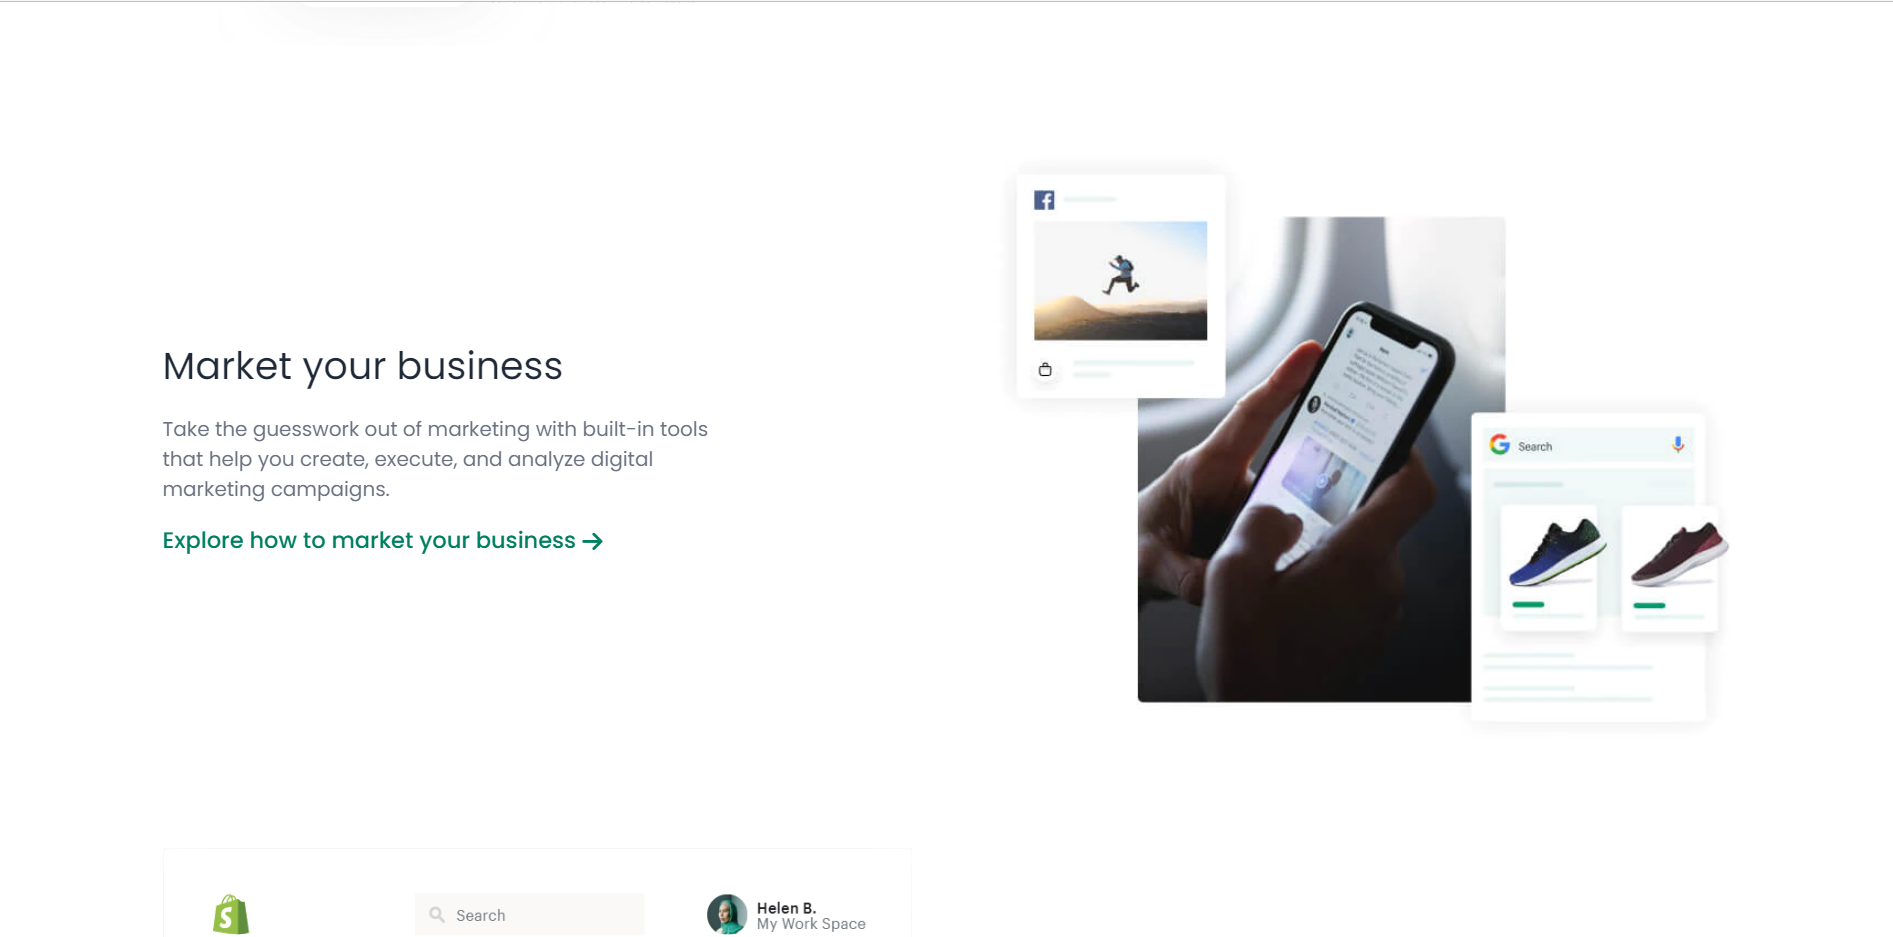 Market your business
Take the guesswork out of marketing with built-in tools
that help you create, execute, and analyze digital
marketing campaigns.
Explore how to market your business →
Search
Search
Helen B.
My Work Space